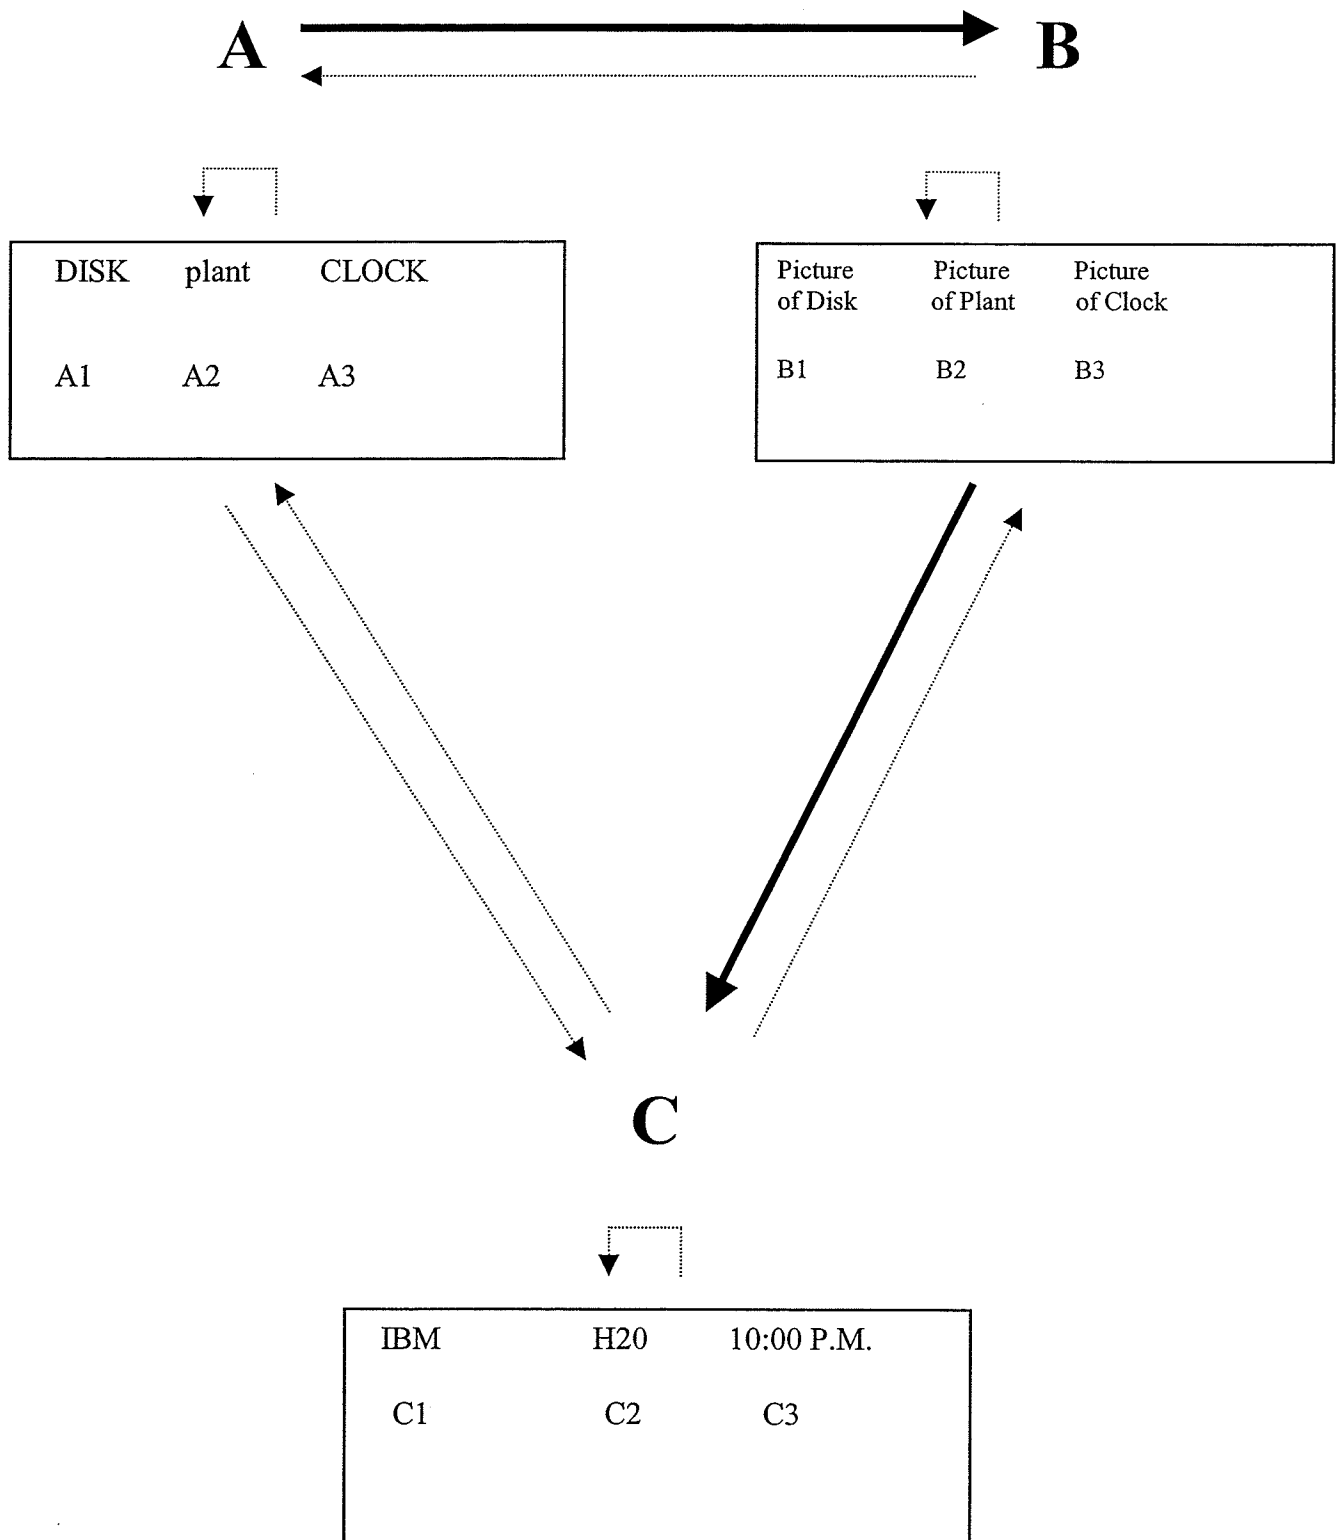 A B
DISK plant CLOCK
A1 A2 A3
Picture Picture Picture
of Disk of Plant of Clock
B1 B2 B3
C
IBM H20 10:00 P.M.
C1 C2 C3